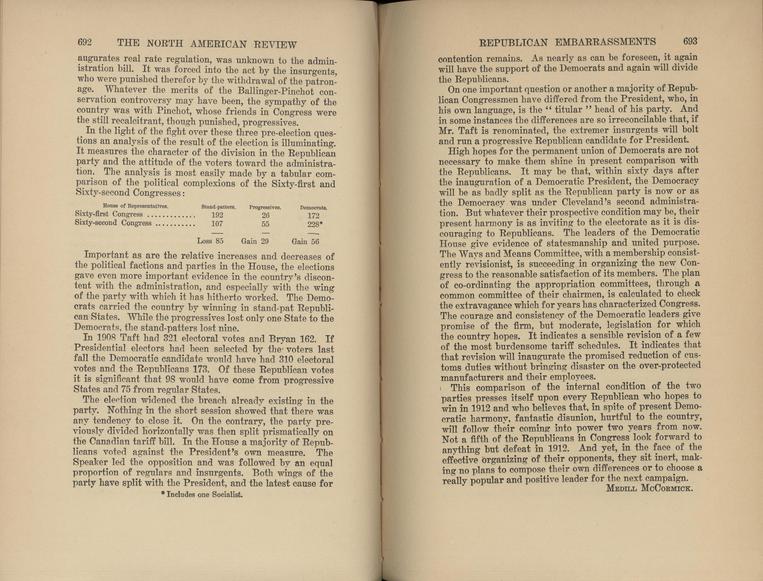 692 THE NORTH AMERICAN REVIEW
augurates real rate regulation, was unknown to the admin-
istration bill. It was forced into the act by the insurgents,
who were punished therefor by the withdrawal of the patron-
age. Whatever the merits of the Ballinger-Pinchot con-
servation controversy may have been, the sympathy of the
country was with Pinchot, whose friends in Congress were
the still recalcitrant, though punished, progressives.
In the light of the fight over these three pre-election ques-
tions an analysis of the result of the election is illuminating.
It measures the character of the division in the Republican
party and the attitude of the voters toward the administra-
tion. The analysis is most easily made by a tabular com-
parison of the political complexions of the Sixty-first and
Sixty-second Congresses:
House of Representatives. Stand-patters. Progressives. Democrats.
Sixty-first Congress ............. 192 26 172
Sixty-second Congress ........... 107 55 228*
— — —
Loss 85 Gain 29 Gain 56
Important as are the relative increases and decreases of
the political factions and parties in the House, the elections
gave even more important evidence in the country's discon-
tent with the administration, and especially with the wing
of the party with which it has hitherto worked. The Demo-
crats carried the country by winning in stand-pat Republi-
can States. While the progressives lost only one State to the
Democrats, the stand-patters lost nine.
In 1908 Taft had 321 electoral votes and Bryan 162. If
Presidential electors had been selected by the voters last
fall the Democratic candidate would have had 310 electoral
votes and the Republicans 173. Of these Republican votes
it is significant that 98 would have come from progressive
States and 75 from regular States.
The election widened the breach already existing in the
party. Nothing in the short session showed that there was
any tendency to close it. On the contrary, the party pre-
viously divided horizontally was then split prismatically on
the Canadian tariff bill. In the House a majority of Repub-
licans voted against the President's own measure. The
Speaker led the opposition and was followed by an equal
proportion of regulars and insurgents. Both wings of the
party have split with the President, and the latest cause for
* Includes one Socialist.
REPUBLICAN EMBARRASSMENTS 693
contention remains. As nearly as can be foreseen, it again
will have the support of the Democrats and again will divide
the Republicans.
On one important question or another a majority of Repub-
lican Congressmen have differed from the President, who, in
his own language, is the “ titular ” head of his party. And
in some instances the differences are so irreconcilable that, if
Mr. Taft is renominated, the extremer insurgents will bolt
and run a progressive Republican candidate for President.
High hopes for the permanent union of Democrats are not
necessary to make them shine in present comparison with
the Republicans. It may be that, within sixty days after
the inauguration of a Democratic President, the Democracy
will be as badly split as the Republican party is now or as
the Democracy was under Cleveland's second administra-
tion. But whatever their prospective condition may be, their
present harmony is as inviting to the electorate as it is dis-
couraging to Republicans. The leaders of the Democratic
House give evidence of statesmanship and united purpose.
The Ways and Means Committee, with a membership consist-
ently revisionist, is succeeding in organizing the new Con-
gress to the reasonable satisfaction of its members. The plan
of co-ordinating the appropriating committees, through a
common committee of their chairmen, is calculated to check
the extravagance which for years has characterized Congress.
The courage and consistency of the Democratic leaders give
promise of the firm, but moderate, legislation for which
the country hopes. It indicates a sensible revision of a few
of the most burdensome tariff schedules. It indicates that
that revision will inaugurate the promised reduction of cus-
toms duties without bringing disaster on the over-protected
manufacturers and their employees.
This comparison of the internal condition of the two
parties presses itself upon every Republican who hopes to
win in 1912 and who believes that, in spite of present Demo-
cratic harmony, fantastic disunion, hurtful to the country,
will follow their coming into power two years from now.
Not a fifth of the Republicans in Congress look forward to
anything but defeat in 1912. And yet, in the face of the
effective organizing of their opponents, they sit inert, mak-
ing no plans to compose their own differences or to choose a
really popular and positive leader for the next campaign.
MEDILL MCCORMICK.